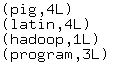 (pig,4L)
(latin,4L)
(hadoop,1L)
(program,3L)